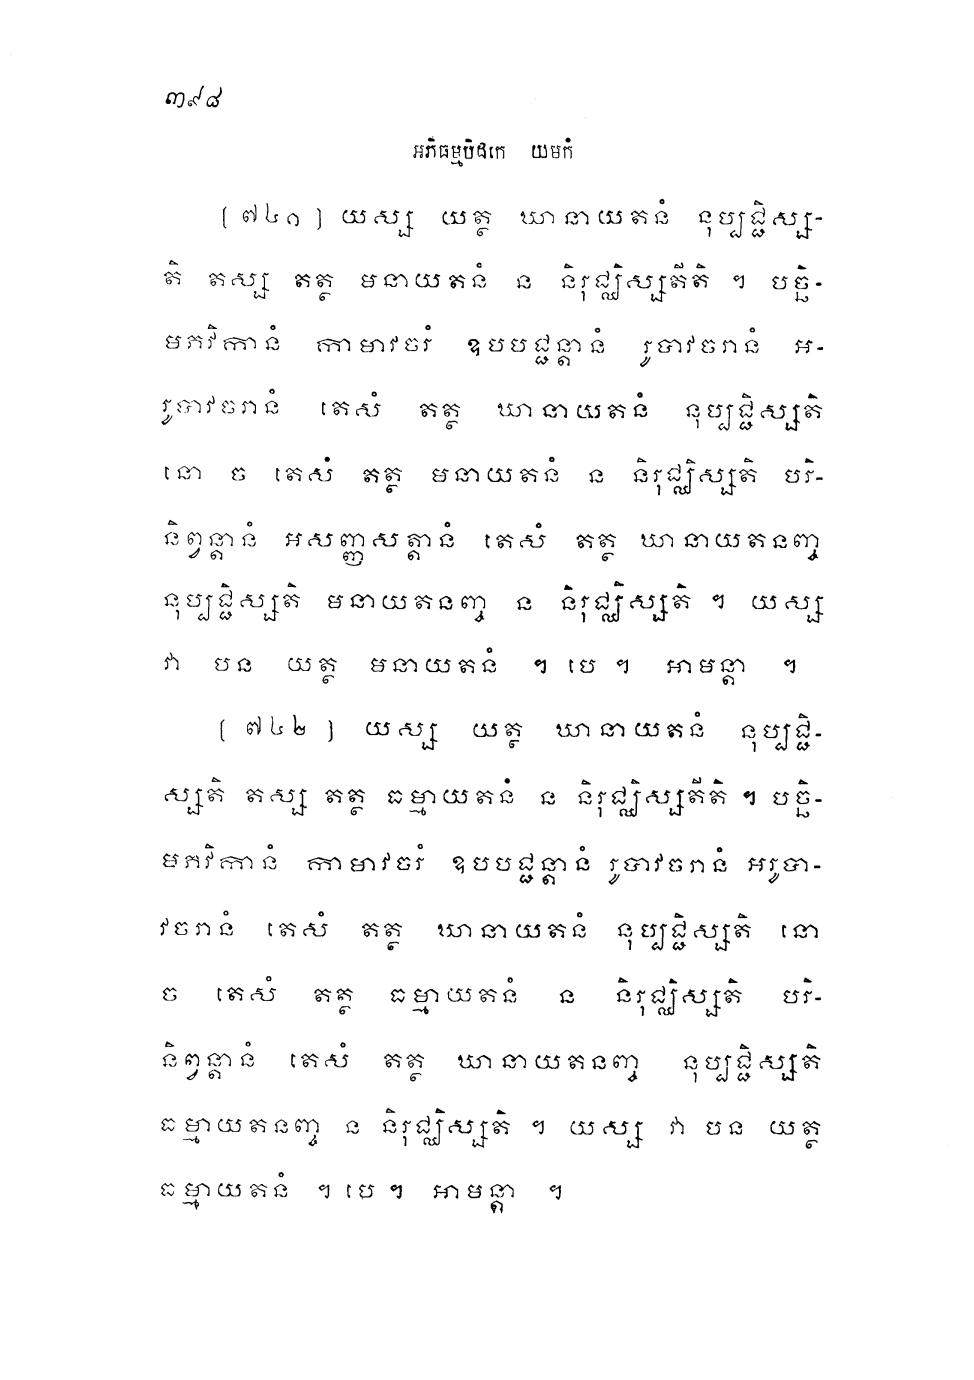 ៣៩៨
អភិធម្មបិដកេ យមកំ
[៧៤១] យស្ស យត្ថ ឃានាយតនំ នុប្បជ្ជិស្ស-
តិ តស្ស តត្ថ មនាយតនំ ន និរុជ្ឈិស្សតីតិ ។ បច្ឆិ-
មភវិកានំ កាមាវចរំ ឧបបជ្ជន្តានំ រូបាវចរានំ អ-
រូបាវចរានំ តេសំ តត្ថ ឃានាយតនំ នុប្បជ្ជិស្សតិ
នោ ច តេសំ តត្ថ មនាយតនំ ន និរុជ្ឈិស្សតិ បរិ-
និព្វន្តានំ អសញ្ញសត្តានំ តេសំ តត្ថ ឃានាយតនញ្ច
នុប្បជ្ជិស្សតិ មនាយតនញ្ច ន និរុជ្ឈិស្សតិ ។ យស្ស
វា បន យត្ថ មនាយតនំ ។ បេ ។ អាមន្តា ។
[៧៤២] យស្ស យត្ថ ឃានាយតនំ នុប្បជ្ជិ-
ស្សតិ តស្ស តត្ថ ធម្មាយតនំ ន និរុជ្ឈិស្សតីតិ ។ បច្ឆិ-
មភវិកានំ កាមាវចរំ ឧបបជ្ជន្តានំ រូបាវចរានំ អរូបា-
វចរានំ តេសំ តត្ថ ឃានាយតនំ នុប្បជ្ជិស្សតិ នោ
ច តេសំ តត្ថ ធម្មាយតនំ ន និរុជ្ឈិស្សតិ បរិ-
និព្វន្តានំ តេសំ តត្ថ ឃានាយតនញ្ច នុប្បជ្ជិស្សតិ
ធម្មាយតនញ្ច ន និរុជ្ឈិស្សតិ ។ យស្ស វា បន យត្ថ
ធម្មាយតនំ ។ បេ ។ អាមន្តា ។